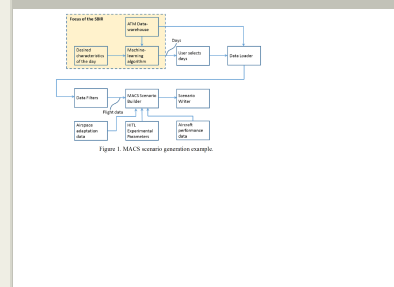 Focus of the SBIR
ATM Data-
warehouse
Days
Desired
characteristics
of the day
Machine-
learning
algorithm
User selects
days
Data Loader
Data Filters
MACS Scenario
Builder
Scenario
Writer
Flight data
Airspace
adaptation
data
HITL
Experimental
Parameters
Aircraft
performance
data
Figure 1. MACS scenario generation example.